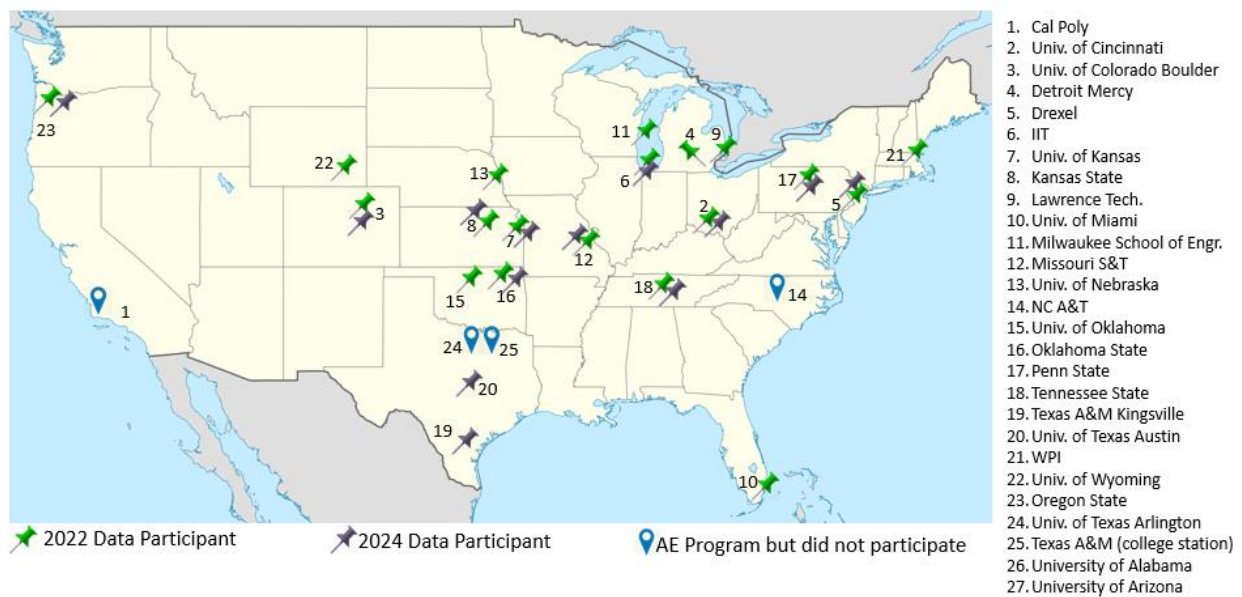 23
22
3
13
8
7
12
11
6
4
9
2
17
5
21
1
15
16
18
14
24
25
20
19
10
2022 Data Participant
2024 Data Participant
AE Program but did not participate
1. Cal Poly
2. Univ. of Cincinnati
3. Univ. of Colorado Boulder
4. Detroit Mercy
5. Drexel
6. IIT
7. Univ. of Kansas
8. Kansas State
9. Lawrence Tech.
10. Univ. of Miami
11. Milwaukee School of Engr.
12. Missouri S&T
13. Univ. of Nebraska
14. NC A&T
15. Univ. of Oklahoma
16. Oklahoma State
17. Penn State
18. Tennessee State
19. Texas A&M Kingsville
20. Univ. of Texas Austin
21. WPI
22. Univ. of Wyoming
23. Oregon State
24. Univ. of Texas Arlington
25. Texas A&M (college station)
26. University of Alabama
27. University of Arizona